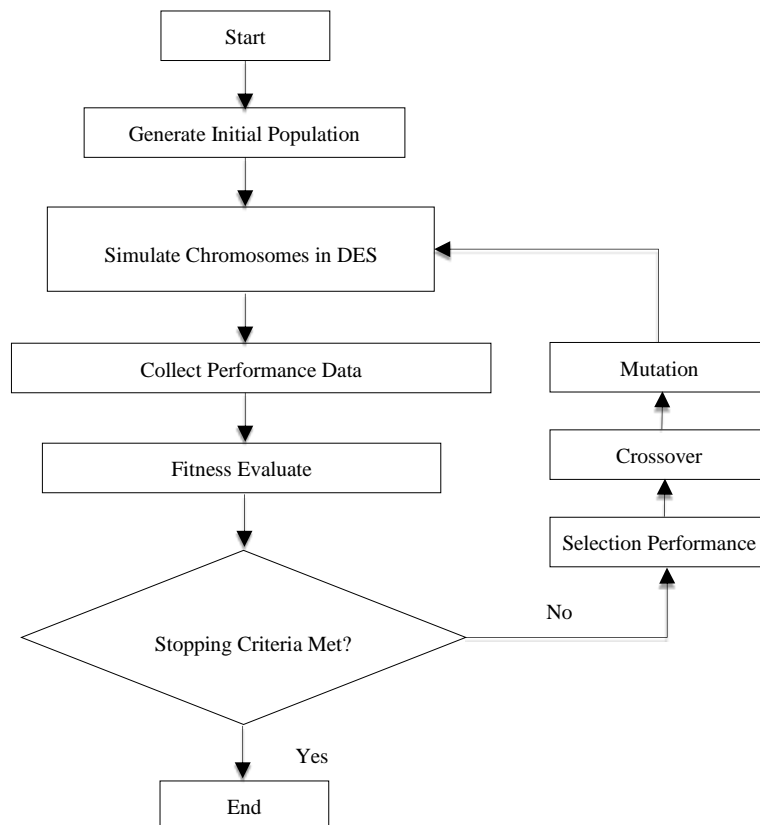 Start
Generate Initial Population
Simulate Chromosomes in DES
Collect Performance Data
Fitness Evaluate
Stopping Criteria Met?
Yes
End
No
Selection Performance
Crossover
Mutation